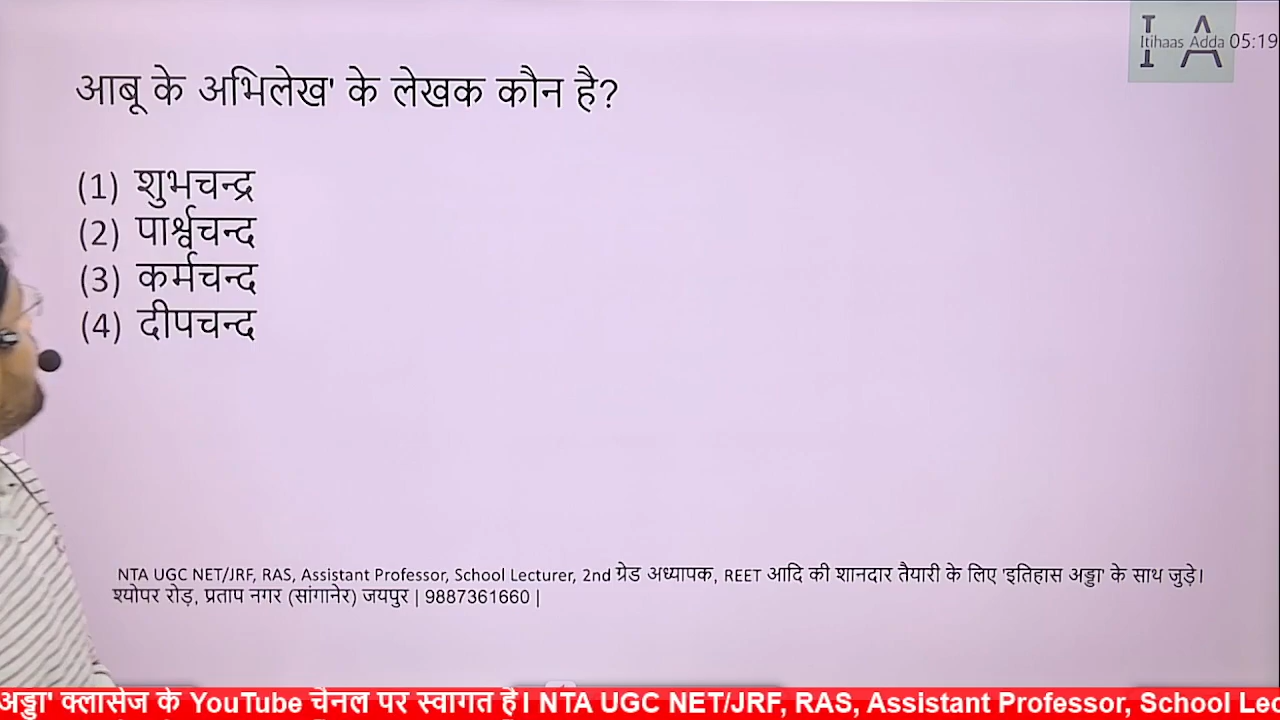 I A
Itihaas Adda 05:19
आबू के अभिलेख' के लेखक कौन है?
(1) शुभचन्द्र
(2) पार्श्वचन्द
(3) कर्मचन्द
(4) दीपचन्द
NTA UGC NET/JRF, RAS, Assistant Professor, School Lecturer, 2nd ग्रेड अध्यापक, REET आदि की शानदार तैयारी के लिए 'इतिहास अड्डा' के साथ जुड़े।
श्योपर रोड़, प्रताप नगर (सांगानेर) जयपुर | 9887361660 |
अड्डा' क्लासेज के YouTube चैनल पर स्वागत है। NTA UGC NET/JRF, RAS, Assistant Professor, School Lec